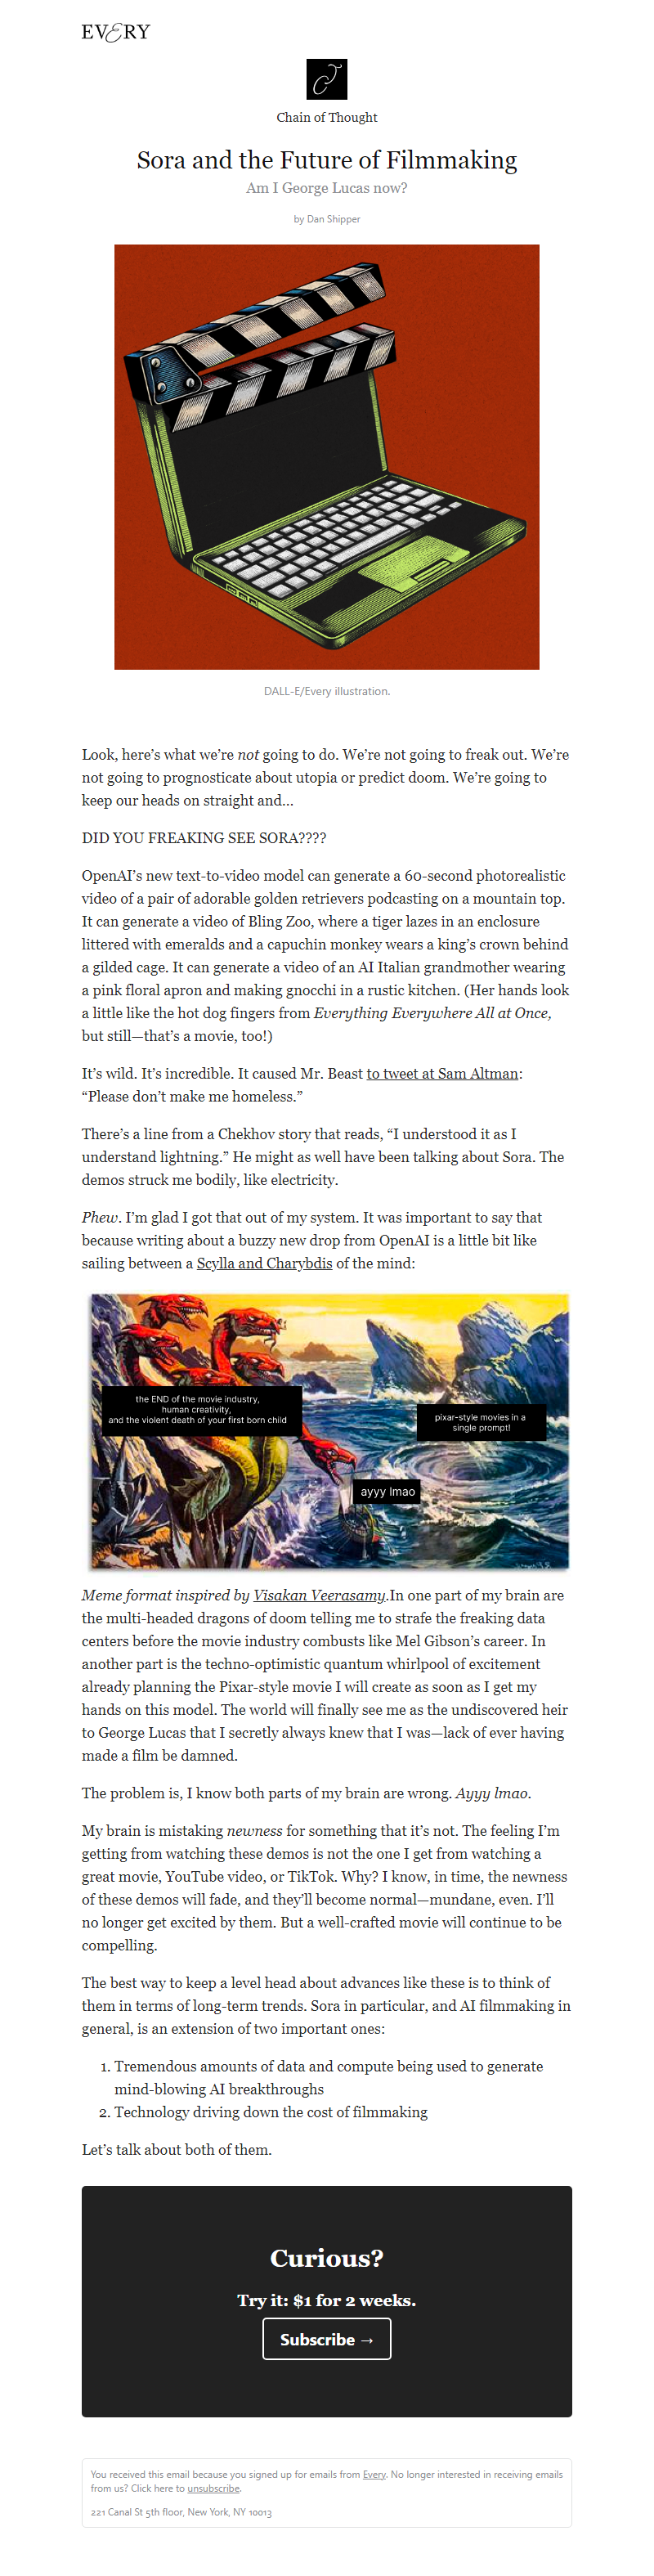 EVERY
Chain of Thought
Sora and the Future of Filmmaking
Am I George Lucas now?
by Dan Shipper
DALL-E/Every illustration.
Look, here’s what we’re not going to do. We’re not going to freak out. We’re
not going to prognosticate about utopia or predict doom. We’re going to
keep our heads on straight and...
DID YOU FREAKING SEE SORA????
OpenAI’s new text-to-video model can generate a 60-second photorealistic
video of a pair of adorable golden retrievers podcasting on a mountain top.
It can generate a video of Bling Zoo, where a tiger lazes in an enclosure
littered with emeralds and a capuchin monkey wears a king’s crown behind
a gilded cage. It can generate a video of an AI Italian grandmother wearing
a pink floral apron and making gnocchi in a rustic kitchen. (Her hands look
a little like the hot dog fingers from Everything Everywhere All at Once,
but still—that’s a movie, too!)
It’s wild. It’s incredible. It caused Mr. Beast to tweet at Sam Altman:
“Please don’t make me homeless.”
There’s a line from a Chekhov story that reads, “I understood it as I
understand lightning.” He might as well have been talking about Sora. The
demos struck me bodily, like electricity.
Phew. I’m glad I got that out of my system. It was important to say that
because writing about a buzzy new drop from OpenAI is a little bit like
sailing between a Scylla and Charybdis of the mind:
the END of the movie industry,
human creativity,
and the violent death of your first born child
pixar-style movies in a
single prompt!
ayyy lmao
Meme format inspired by Visakan Veerasamy.In one part of my brain are
the multi-headed dragons of doom telling me to strafe the freaking data
centers before the movie industry combusts like Mel Gibson’s career. In
another part is the techno-optimistic quantum whirlpool of excitement
already planning the Pixar-style movie I will create as soon as I get my
hands on this model. The world will finally see me as the undiscovered heir
to George Lucas that I secretly always knew that I was—lack of ever having
made a film be damned.
The problem is, I know both parts of my brain are wrong. Ayyy lmao.
My brain is mistaking newness for something that it’s not. The feeling I’m
getting from watching these demos is not the one I get from watching a
great movie, YouTube video, or TikTok. Why? I know, in time, the newness
of these demos will fade, and they’ll become normal—mundane, even. I’ll
no longer get excited by them. But a well-crafted movie will continue to be
compelling.
The best way to keep a level head about advances like these is to think of
them in terms of long-term trends. Sora in particular, and AI filmmaking in
general, is an extension of two important ones:
1. Tremendous amounts of data and compute being used to generate
mind-blowing AI breakthroughs
2. Technology driving down the cost of filmmaking
Let’s talk about both of them.
Curious?
Try it: $1 for 2 weeks.
Subscribe →
You received this email because you signed up for emails from Every. No longer interested in receiving emails
from us? Click here to unsubscribe.
221 Canal St 5th floor, New York, NY 10013